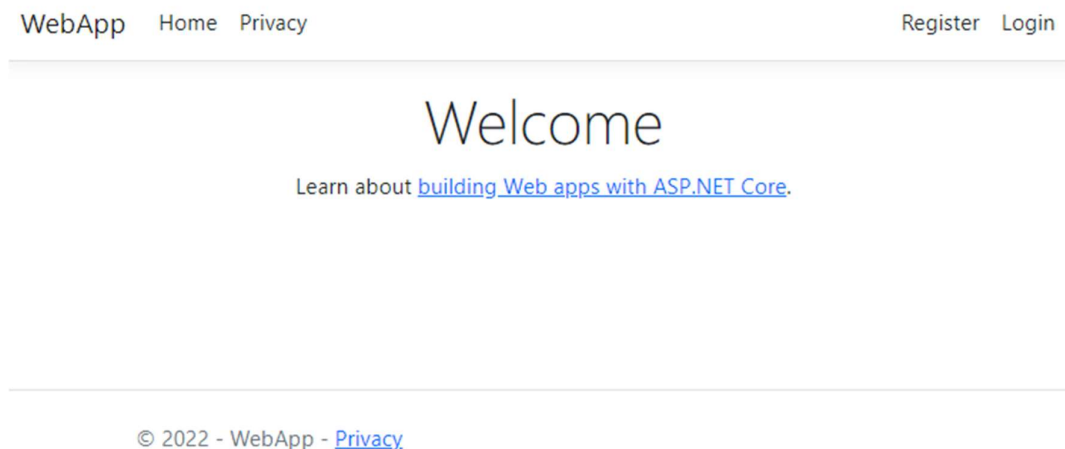 WebApp Home Privacy Register Login
Welcome
Learn about building Web apps with ASP.NET Core.
© 2022 - WebApp - Privacy